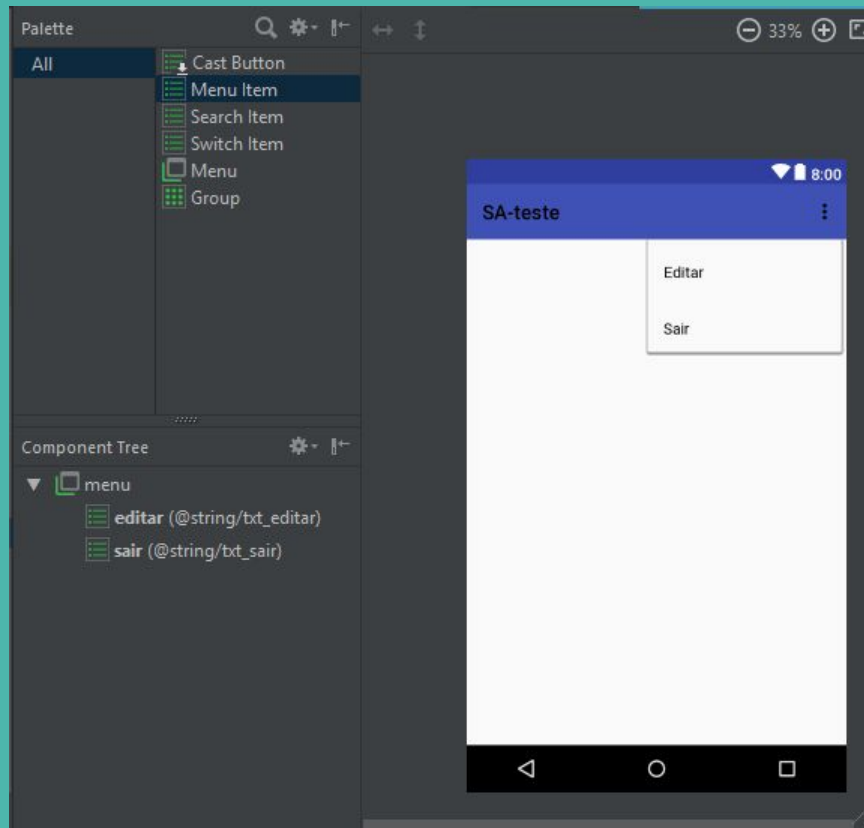 Palette
33%
All
Cast Button
Menu Item
Search Item
Switch Item
Menu
Group
8:00
SA-teste
Editar
Sair
Component Tree
menu
editar (@string/txt_editar)
sair (@string/txt_sair)